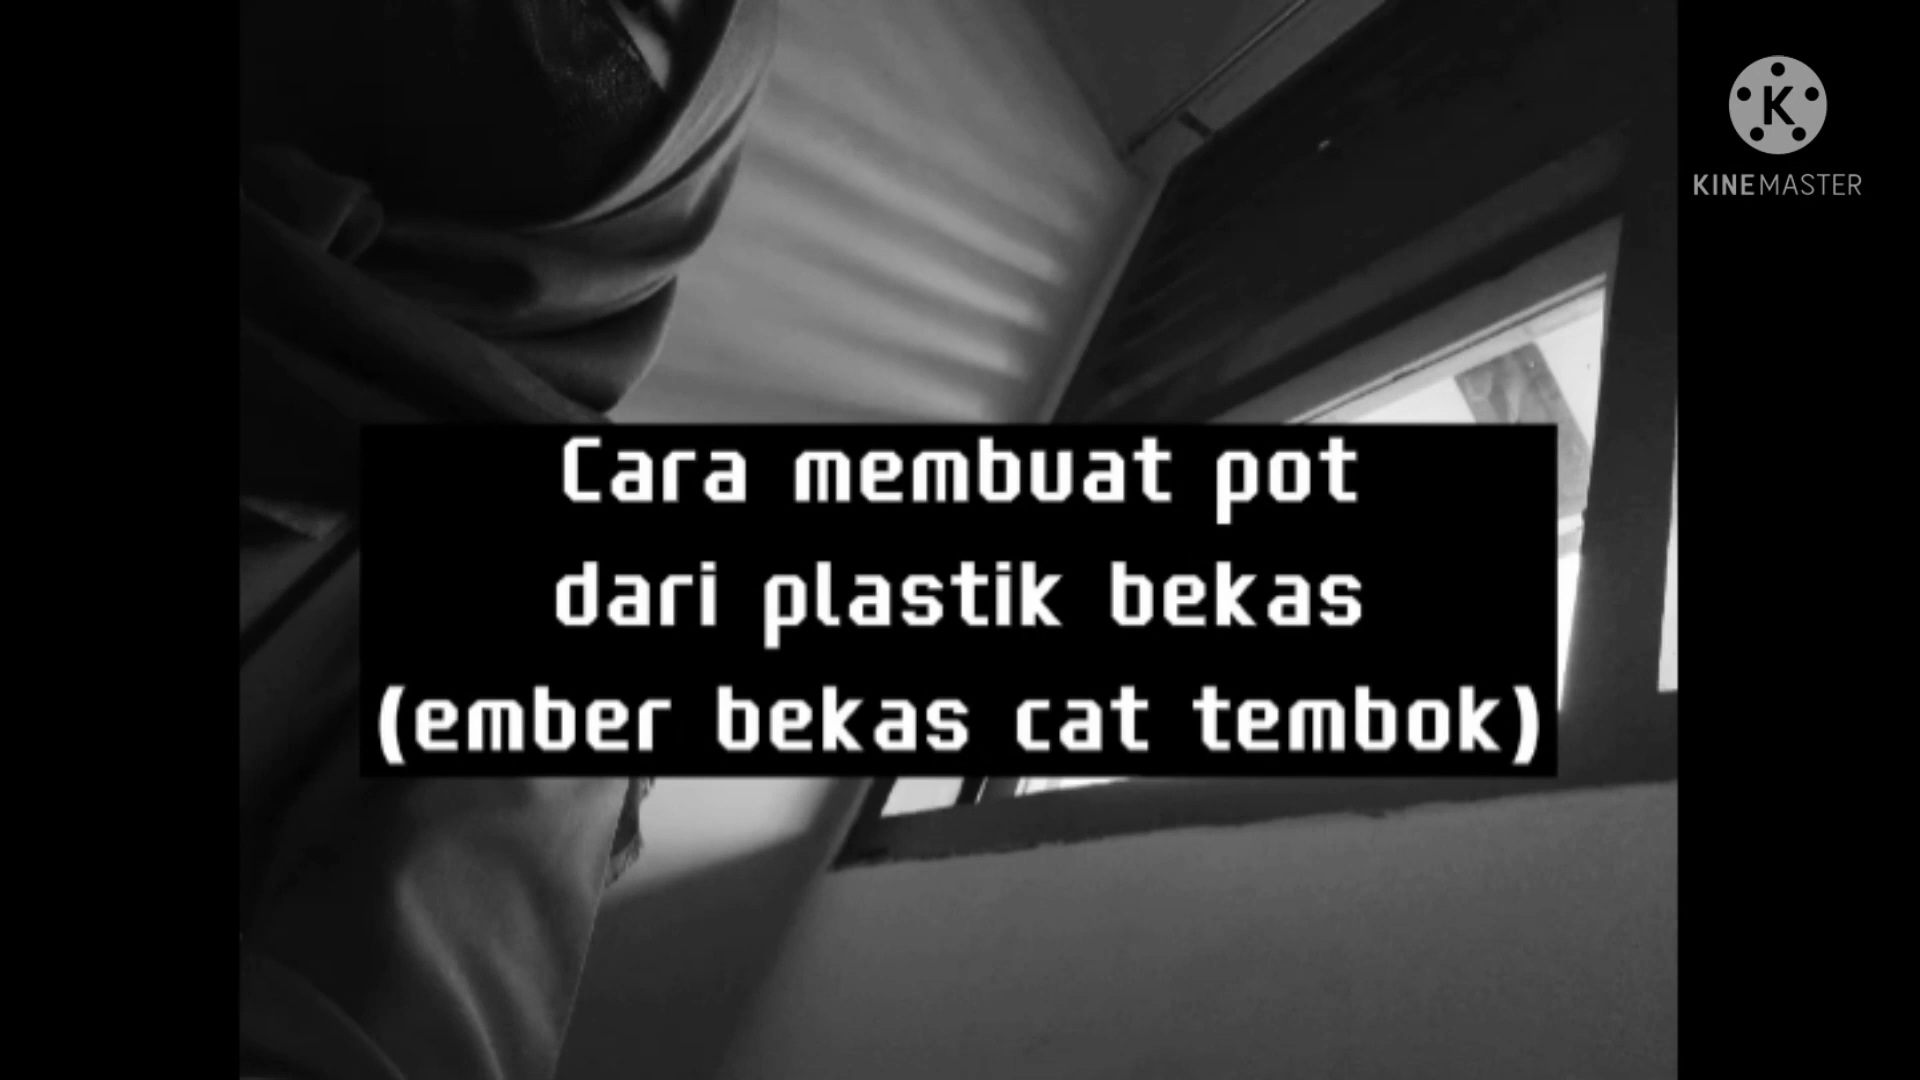 K
KINEMASTER
Cara membuat pot
dari plastik bekas
(ember bekas cat tembok)